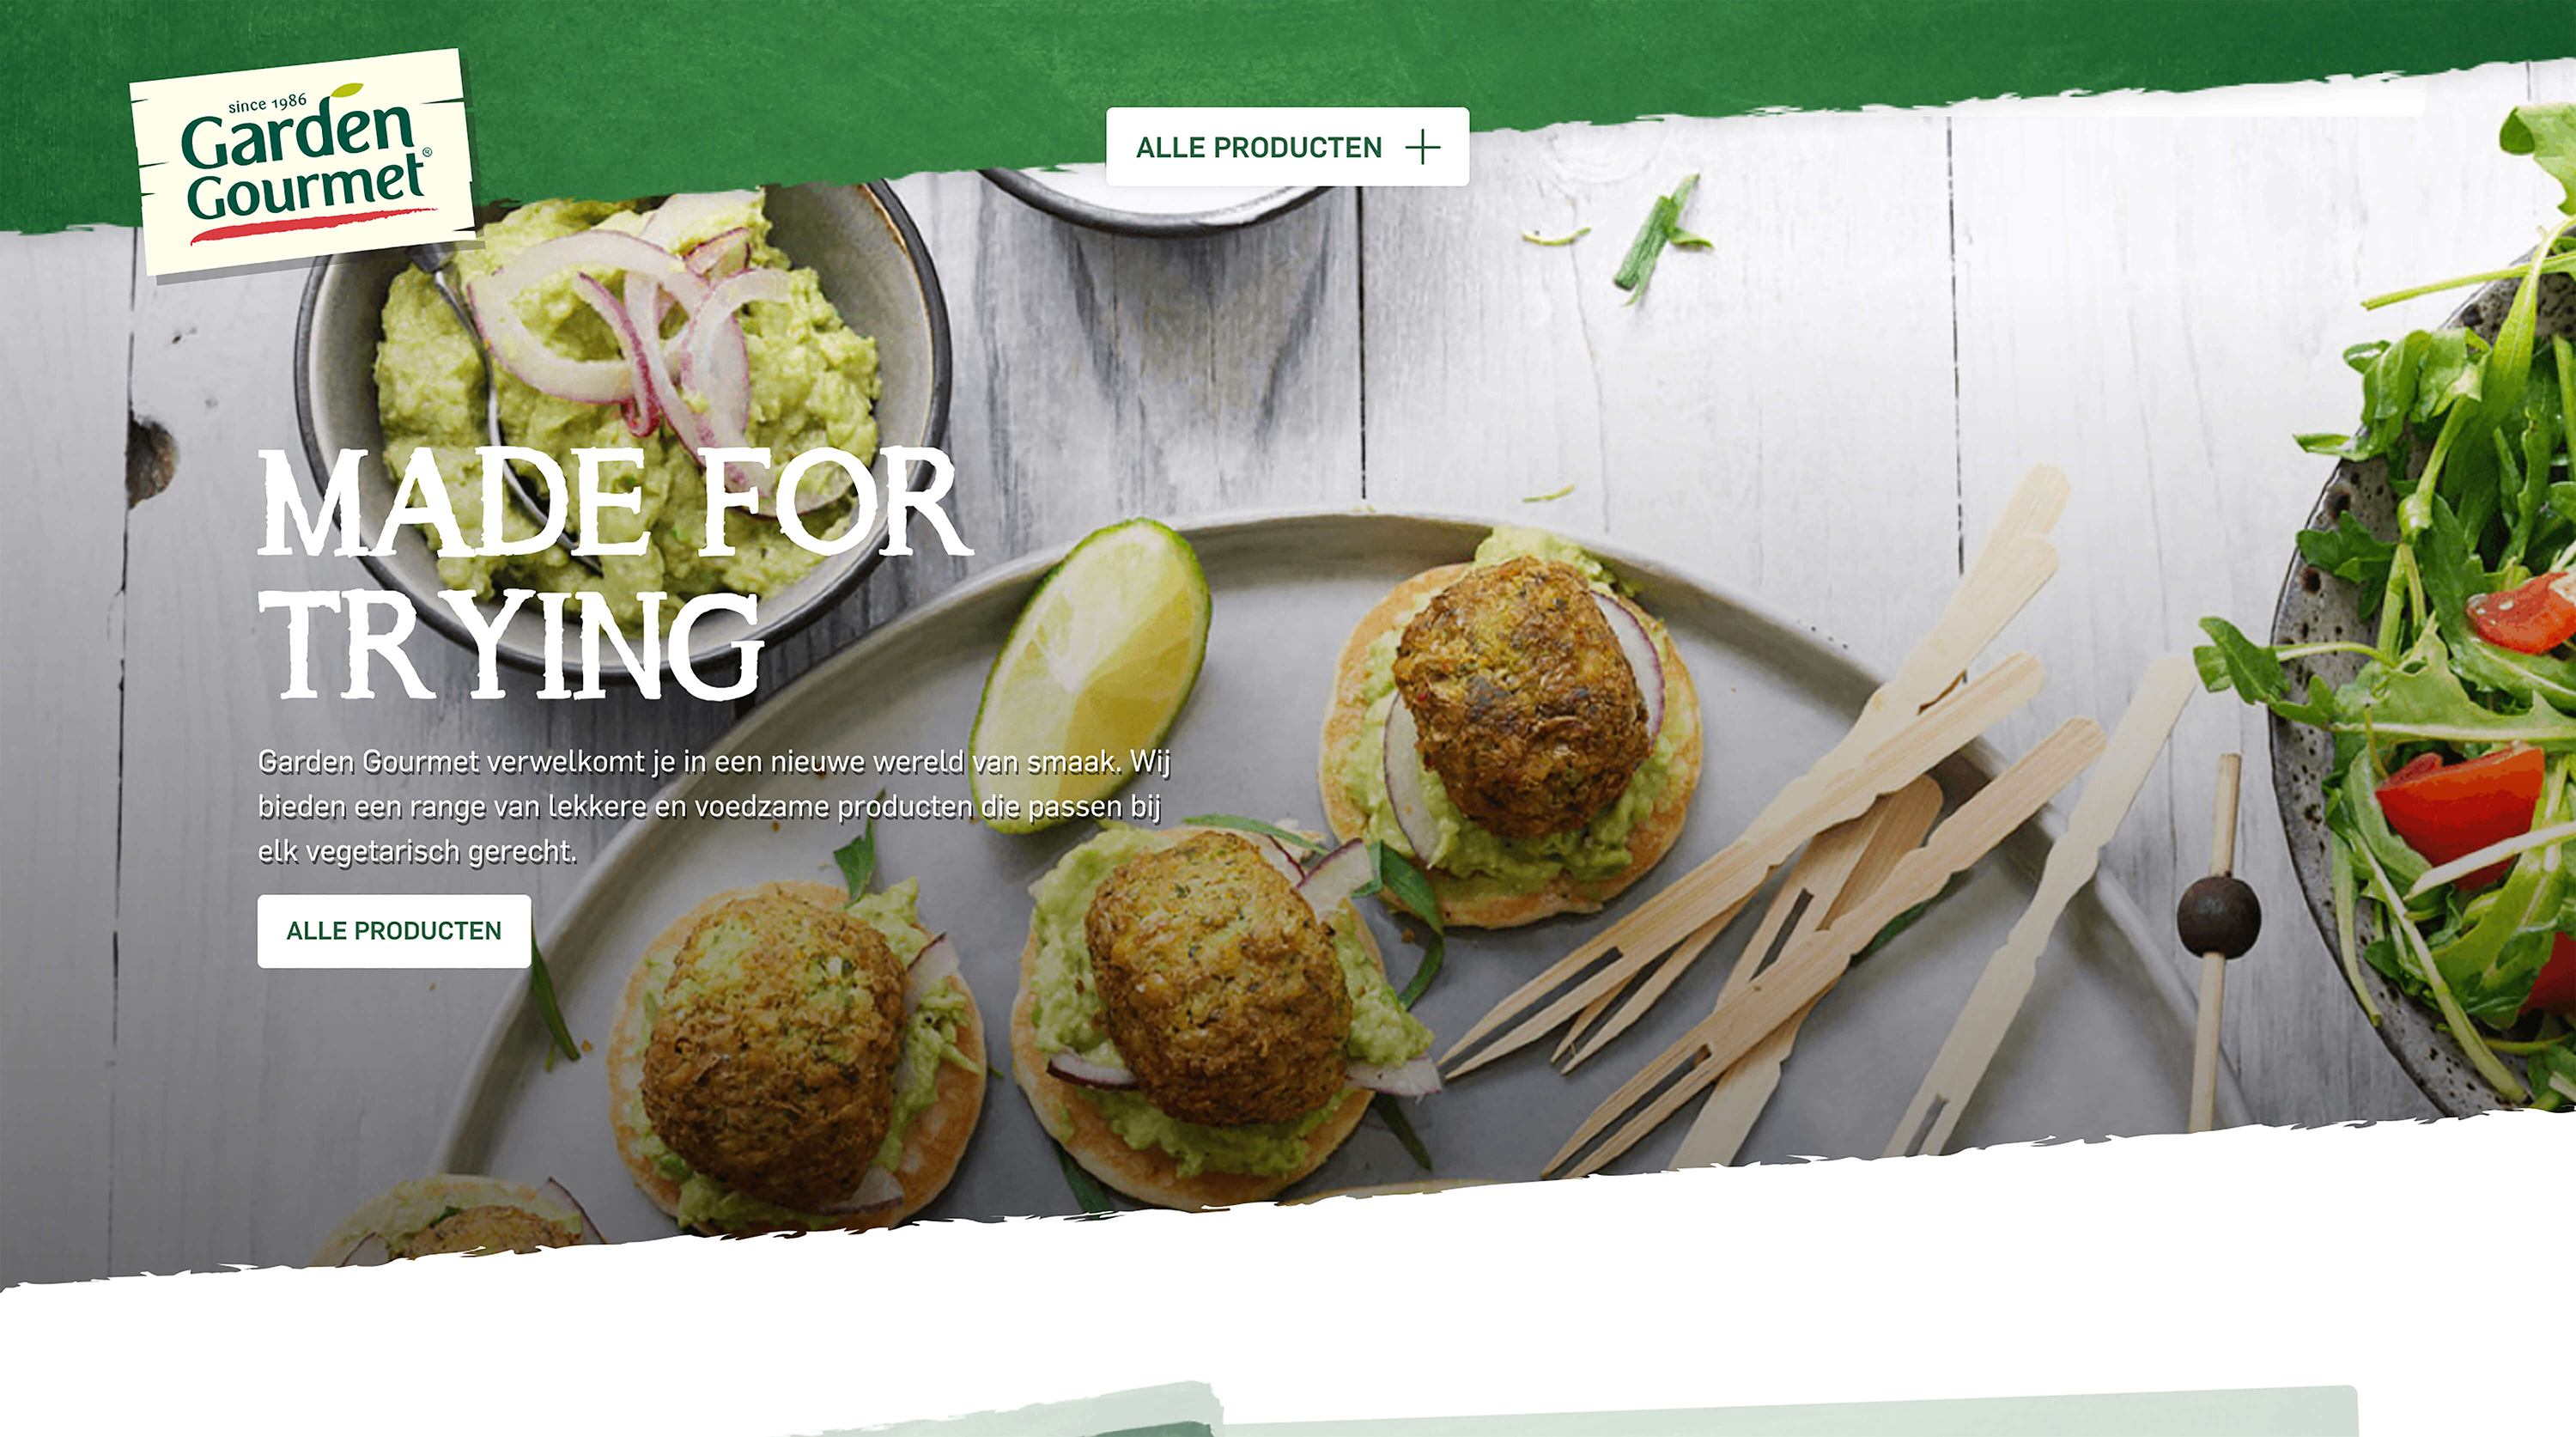 since 1986
Garden
Gourmet®
ALLE PRODUCTEN
MADE FOR
TRYING
Garden Gourmet verwelkomt je in een nieuwe wereld van smaak. Wij
bieden een range van lekkere en voedzame producten die passen bij
elk vegetarisch gerecht.
ALLE PRODUCTEN